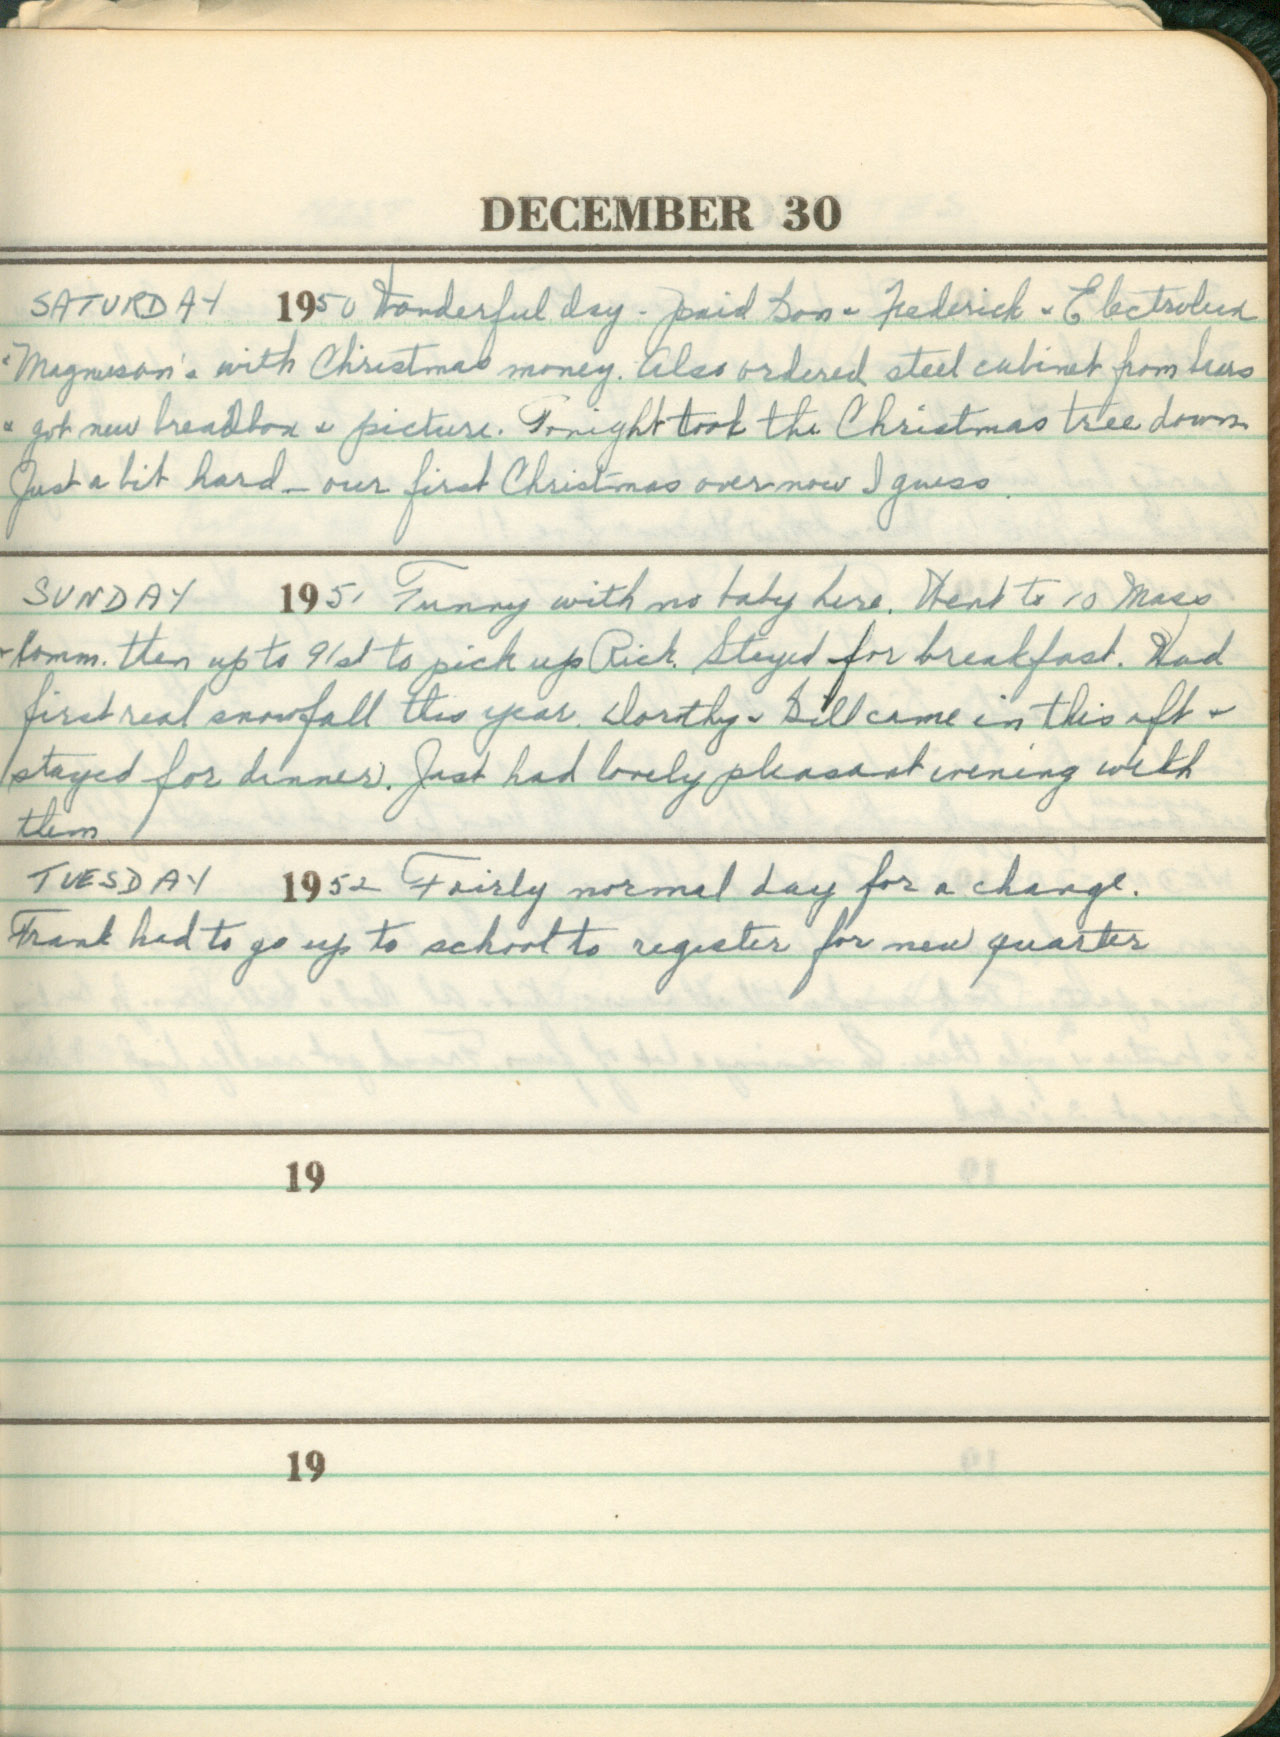 DECEMBER 30
SATURDAY 1950 Wonderful day - paid Bon & Frederick & Electrolux
& Magnuson's with Christmas money. Also ordered steel cabinet from Sears
& got new breadbox & picture. Tonight took the Christmas tree down.
Just a bit hard - our first Christmas over now I guess.
SUNDAY 1951 Funny with no baby here. Went to 10 Mass
& Comm. then up to 91st to pick up Rick. Stayed for breakfast. Had
first real snowfall this year. Dorthy & Bill came in this aft &
stayed for dinner. Just had lovely pleasant evening with
them
TUESDAY 1952 Fairly normal day for a change.
Frank had to go up to school to register for new quarter
19
19